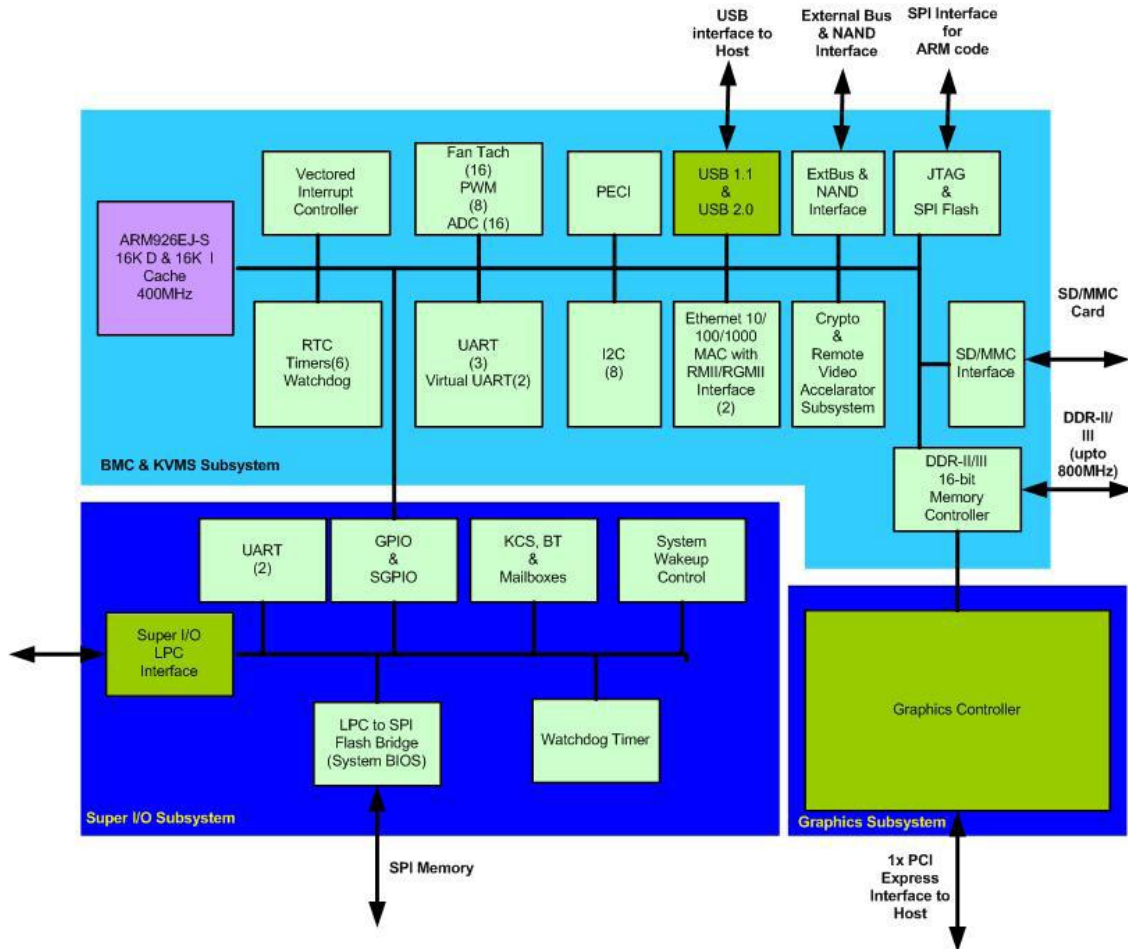 USB
interface to
Host
External Bus
& NAND
Interface
SPI Interface
for
ARM code
Vectored
Interrupt
Controller
Fan Tach
(16)
PWM
(8)
ADC (16)
PECI
USB 1.1
&
USB 2.0
ExtBus &
NAND
Interface
JTAG
&
SPI Flash
ARM926EJ-S
16K D & 16K I
Cache
400MHz
RTC
Timers(6)
Watchdog
UART
(3)
Virtual UART(2)
I2C
(8)
Ethernet 10/
100/1000
MAC with
RMII/RGMII
Interface
(2)
Crypto
&
Remote
Video
Accelarator
Subsystem
SD/MMC
Interface
SD/MMC
Card
BMC & KVMS Subsystem
DDR-II/III
16-bit
Memory
Controller
DDR-II/
III
(upto
800MHz)
UART
(2)
GPIO
&
SGPIO
KCS, BT
&
Mailboxes
System
Wakeup
Control
Super I/O
LPC
Interface
LPC to SPI
Flash Bridge
(System BIOS)
Watchdog Timer
Super I/O Subsystem
SPI Memory
Graphics Controller
Graphics Subsystem
1x PCI
Express
Interface to
Host